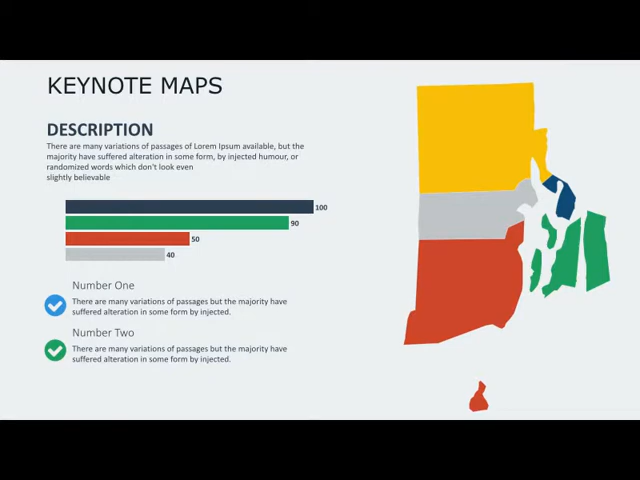 KEYNOTE MAPS
DESCRIPTION
There are many variations of passages of Lorem Ipsum available, but the
majority have suffered alteration in some form, by injected humour, or
randomized words which don't look even
slightly believable
100
90
50
40
Number One
There are many variations of passages but the majority have
suffered alteration in some form by injected.
Number Two
There are many variations of passages but the majority have
suffered alteration in some form by injected.